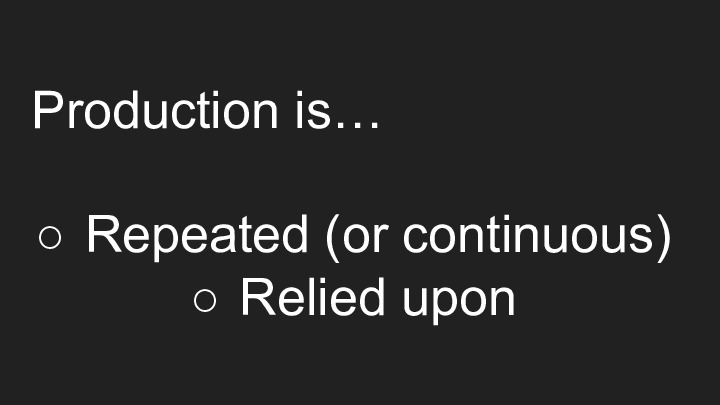 Production is…
○ Repeated (or continuous)
○ Relied upon